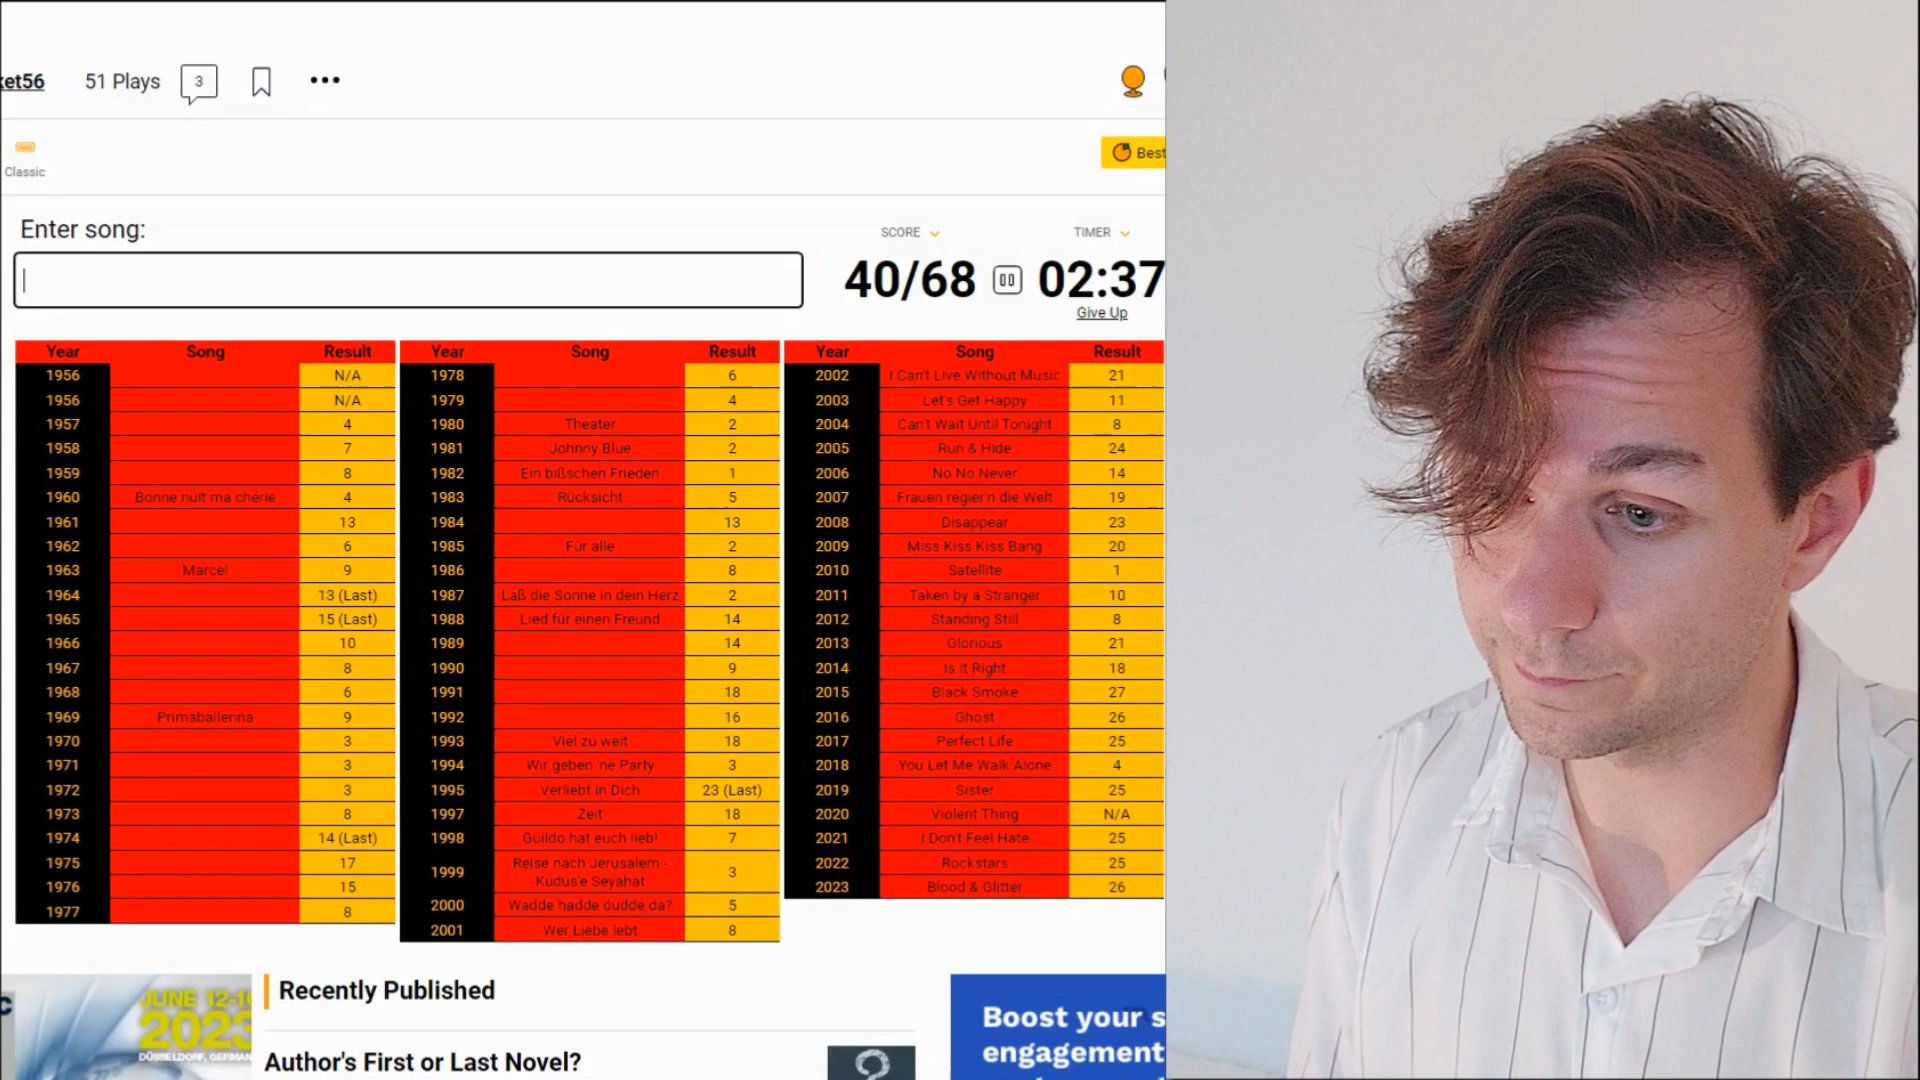 ket56 51 Plays 3 •••
Classic
Best
Enter song:
SCORE TIMER
40/68 02:37
Give Up
Year Song Result
1956 N/A
1956 N/A
1957 4
1958 7
1959 8
1960 Bonne nuit ma chérie 4
1961 13
1962 6
1963 Marcel 9
1964 13 (Last)
1965 15 (Last)
1966 10
1967 8
1968 6
1969 Primaballerina 9
1970 3
1971 3
1972 3
1973 8
1974 14 (Last)
1975 17
1976 15
1977 8
Year Song Result
1978 6
1979 4
1980 Theater 2
1981 Johnny Blue 2
1982 Ein bißschen Frieden 1
1983 Rücksicht 5
1984 13
1985 Für alle 2
1986 8
1987 Laß die Sonne in dein Herz 2
1988 Lied für einen Freund 14
1989 14
1990 9
1991 18
1992 16
1993 Viel zu weit 18
1994 Wir geben 'ne Party 3
1995 Verliebt in Dich 23 (Last)
1997 Zeit 18
1998 Guildo hat euch lieb! 7
1999 Reise nach Jerusalem -
Kudüs'e Seyahat 3
2000 Wadde hadde dudde da? 5
2001 Wer Liebe lebt 8
Year Song Result
2002 I Can't Live Without Music 21
2003 Let's Get Happy 11
2004 Can't Wait Until Tonight 8
2005 Run & Hide 24
2006 No No Never 14
2007 Frauen regier'n die Welt 19
2008 Disappear 23
2009 Miss Kiss Kiss Bang 20
2010 Satellite 1
2011 Taken by a Stranger 10
2012 Standing Still 8
2013 Glorious 21
2014 Is It Right 18
2015 Black Smoke 27
2016 Ghost 26
2017 Perfect Life 25
2018 You Let Me Walk Alone 4
2019 Sister 25
2020 Violent Thing N/A
2021 I Don't Feel Hate 25
2022 Rockstars 25
2023 Blood & Glitter 26
JUNE 12-1
2023
DÜSSELDORF, GERMAN
Recently Published
Author's First or Last Novel?
?
Boost your s
engagement